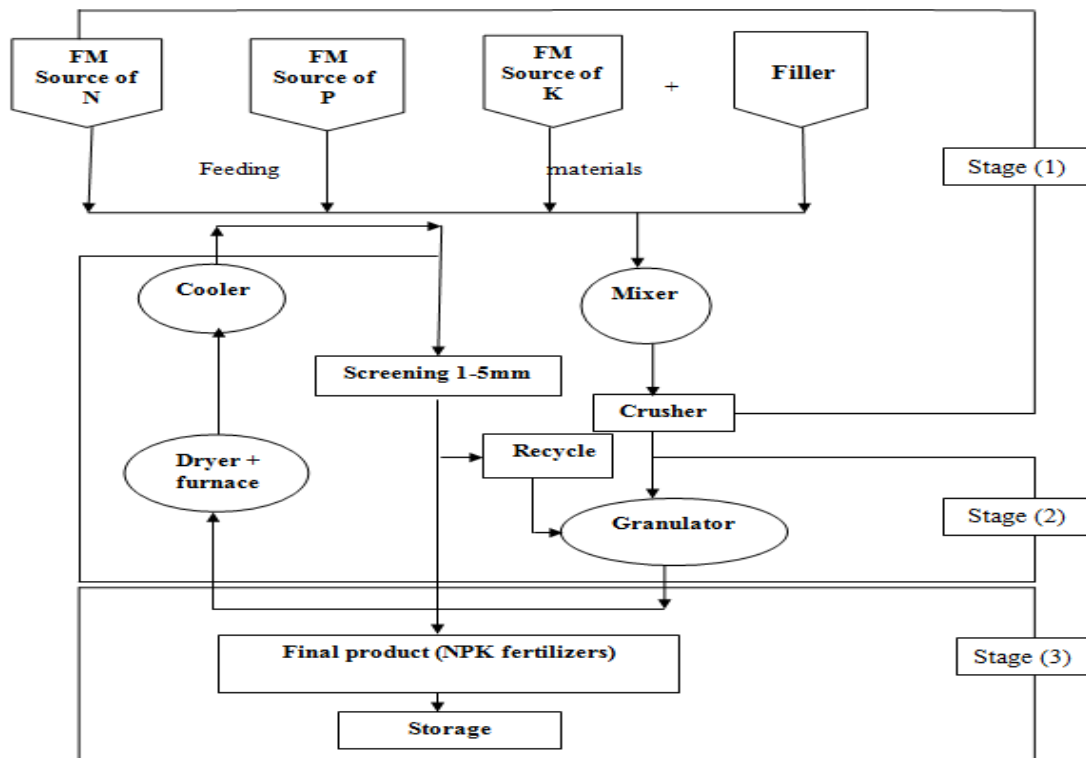 FM
Source of
N
FM
Source of
P
FM
Source of
K
+
Filler
Feeding
materials
Stage (1)
Cooler
Mixer
Screening 1-5mm
Crusher
Recycle
Dryer +
furnace
Granulator
Stage (2)
Final product (NPK fertilizers)
Stage (3)
Storage